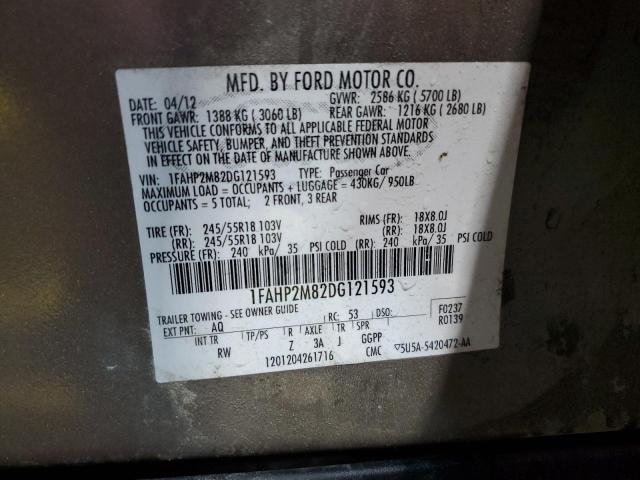 MFD. BY FORD MOTOR CO.
DATE: 04/12 GVWR: 2586 KG ( 5700 LB)
FRONT GAWR: 1388 KG ( 3060 LB) REAR GAWR: 1216 KG ( 2680 LB)
THIS VEHICLE CONFORMS TO ALL APPLICABLE FEDERAL MOTOR
VEHICLE SAFETY, BUMPER, AND THEFT PREVENTION STANDARDS
IN EFFECT ON THE DATE OF MANUFACTURE SHOWN ABOVE.
VIN: 1FAHP2M82DG121593 TYPE: Passenger Car
MAXIMUM LOAD = OCCUPANTS + LUGGAGE = 430KG/ 950LB
OCCUPANTS = 5 TOTAL; 2 FRONT, 3 REAR
TIRE (FR): 245/55R18 103V RIMS (FR): 18X8.0J
(RR): 245/55R18 103V (RR): 18X8.0J
PRESSURE (FR): 240 kPa/ 35 PSI COLD (RR): 240 kPa/ 35 PSI COLD
1FAHP2M82DG121593
TRAILER TOWING - SEE OWNER GUIDE F0237
EXT PNT: AQ RC: 53 DSO: R0139
INT TR TP/PS R AXLE TR SPR
RW Z 3A J GGPP
1201204261716 CMC ▽5U5A-5420472-AA